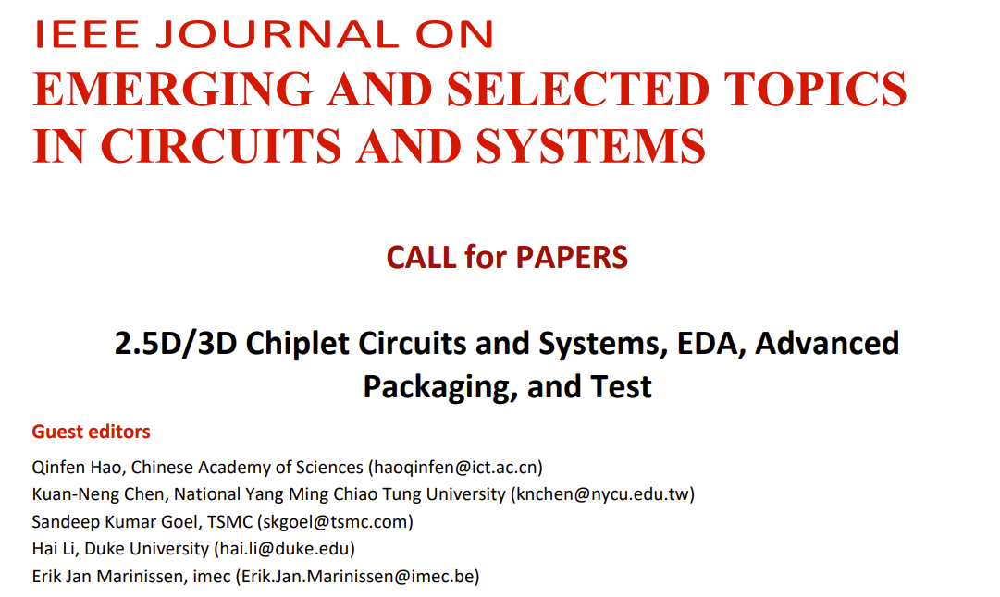 IEEE JOURNAL ON
EMERGING AND SELECTED TOPICS
IN CIRCUITS AND SYSTEMS
CALL for PAPERS
2.5D/3D Chiplet Circuits and Systems, EDA, Advanced
Packaging, and Test
Guest editors
Qinfen Hao, Chinese Academy of Sciences (haoqinfen@ict.ac.cn)
Kuan-Neng Chen, National Yang Ming Chiao Tung University (knchen@nycu.edu.tw)
Sandeep Kumar Goel, TSMC (skgoel@tsmc.com)
Hai Li, Duke University (hai.li@duke.edu)
Erik Jan Marinissen, imec (Erik.Jan.Marinissen@imec.be)